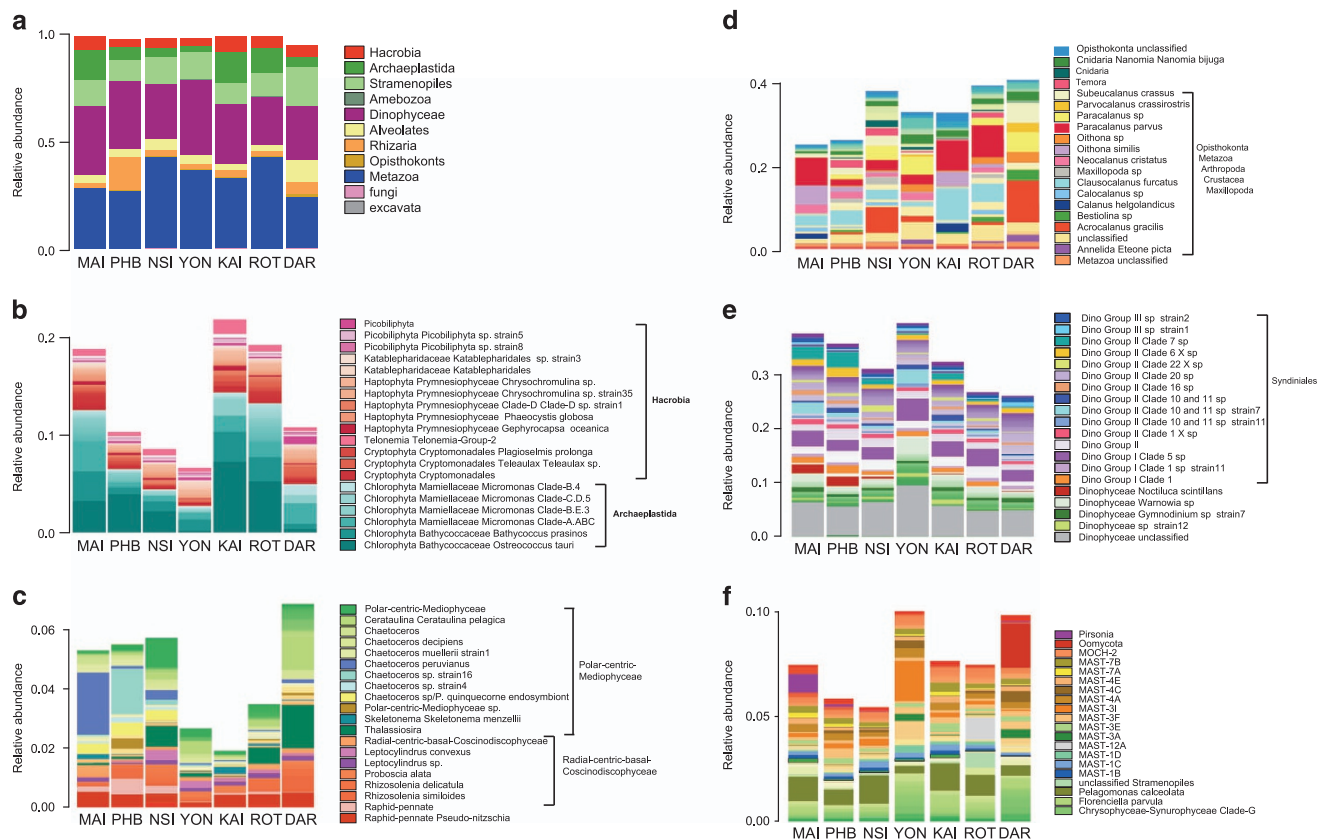 a
Relative abundance
1.0
0.5
0.0
MAI PHB NSI YON KAI ROT DAR
Hacrobia
Archaeplastida
Stramenopiles
Amebozoa
Dinophyceae
Alveolates
Rhizaria
Opisthokonts
Metazoa
fungi
excavata
b
Relative abundance
0.2
0.1
0.0
MAI PHB NSI YON KAI ROT DAR
Picobiliphyta
Picobiliphyta Picobiliphyta sp. strain5
Picobiliphyta Picobiliphyta sp. strain8
Katablepharidaceae Katablepharidales sp. strain3
Katablepharidaceae Katablepharidales
Haptophyta Prymnesiophyceae Chrysochromulina sp.
Haptophyta Prymnesiophyceae Chrysochromulina sp. strain35
Haptophyta Prymnesiophyceae Clade-D Clade-D sp. strain1
Haptophyta Prymnesiophyceae Phaeocystis globosa
Haptophyta Prymnesiophyceae Gephyrocapsa oceanica
Telonemia Telonemia-Group-2
Cryptophyta Cryptomonadales Plagioselmis prolonga
Cryptophyta Cryptomonadales Teleaulax Teleaulax sp.
Cryptophyta Cryptomonadales
Chlorophyta Mamiellaceae Micromonas Clade-B.4
Chlorophyta Mamiellaceae Micromonas Clade-C.D.5
Chlorophyta Mamiellaceae Micromonas Clade-B.E.3
Chlorophyta Mamiellaceae Micromonas Clade-A.ABC
Chlorophyta Bathycoccaceae Bathycoccus prasinos
Chlorophyta Bathycoccaceae Ostreococcus tauri
Hacrobia
Archaeplastida
c
Relative abundance
0.06
0.04
0.02
0.00
MAI PHB NSI YON KAI ROT DAR
Polar-centric-Mediophyceae
Cerataulina Cerataulina pelagica
Chaetoceros
Chaetoceros decipiens
Chaetoceros muellerii strain1
Chaetoceros peruvianus
Chaetoceros sp. strain16
Chaetoceros sp. strain4
Chaetoceros sp/P. quinquecorne endosymbiont
Polar-centric-Mediophyceae sp.
Skeletonema Skeletonema menzellii
Thalassiosira
Radial-centric-basal-Coscinodiscophyceae
Leptocylindrus convexus
Leptocylindrus sp.
Proboscia alata
Rhizosolenia delicatula
Rhizosolenia similoides
Raphid-pennate
Raphid-pennate Pseudo-nitzschia
Polar-centric-
Mediophyceae
Radial-centric-basal-
Coscinodiscophyceae
d
Relative abundance
0.4
0.2
0.0
MAI PHB NSI YON KAI ROT DAR
Opisthokonta unclassified
Cnidaria Nanomia Nanomia bijuga
Cnidaria
Temora
Subeucalanus crassus
Parvocalanus crassirostris
Paracalanus sp
Paracalanus parvus
Oithona sp
Oithona similis
Neocalanus cristatus
Maxillopoda sp
Clausocalanus furcatus
Calocalanus sp
Calanus helgolandicus
Bestiolina sp
Acrocalanus gracilis
unclassified
Annelida Eteone picta
Metazoa unclassified
Opisthokonta
Metazoa
Arthropoda
Crustacea
Maxillopoda
e
Relative abundance
0.3
0.2
0.1
0.0
MAI PHB NSI YON KAI ROT DAR
Dino Group III sp strain2
Dino Group III sp strain1
Dino Group II Clade 7 sp
Dino Group II Clade 6 X sp
Dino Group II Clade 22 X sp
Dino Group II Clade 20 sp
Dino Group II Clade 16 sp
Dino Group II Clade 10 and 11 sp
Dino Group II Clade 10 and 11 sp strain7
Dino Group II Clade 10 and 11 sp strain11
Dino Group II Clade 1 X sp
Dino Group II
Dino Group I Clade 5 sp
Dino Group I Clade 1 sp strain11
Dino Group I Clade 1
Dinophyceae Noctiluca scintillans
Dinophyceae Warnowia sp
Dinophyceae Gymnodinium sp strain7
Dinophyceae sp strain12
Dinophyceae unclassified
Syndiniales
f
Relative abundance
0.10
0.05
0.00
MAI PHB NSI YON KAI ROT DAR
Pirsonia
Oomycota
MOCH-2
MAST-7B
MAST-7A
MAST-4E
MAST-4C
MAST-4A
MAST-3I
MAST-3F
MAST-3E
MAST-3A
MAST-12A
MAST-1D
MAST-1C
MAST-1B
unclassified Stramenopiles
Pelagomonas calceolata
Florenciella parvula
Chrysophyceae-Synurophyceae Clade-G